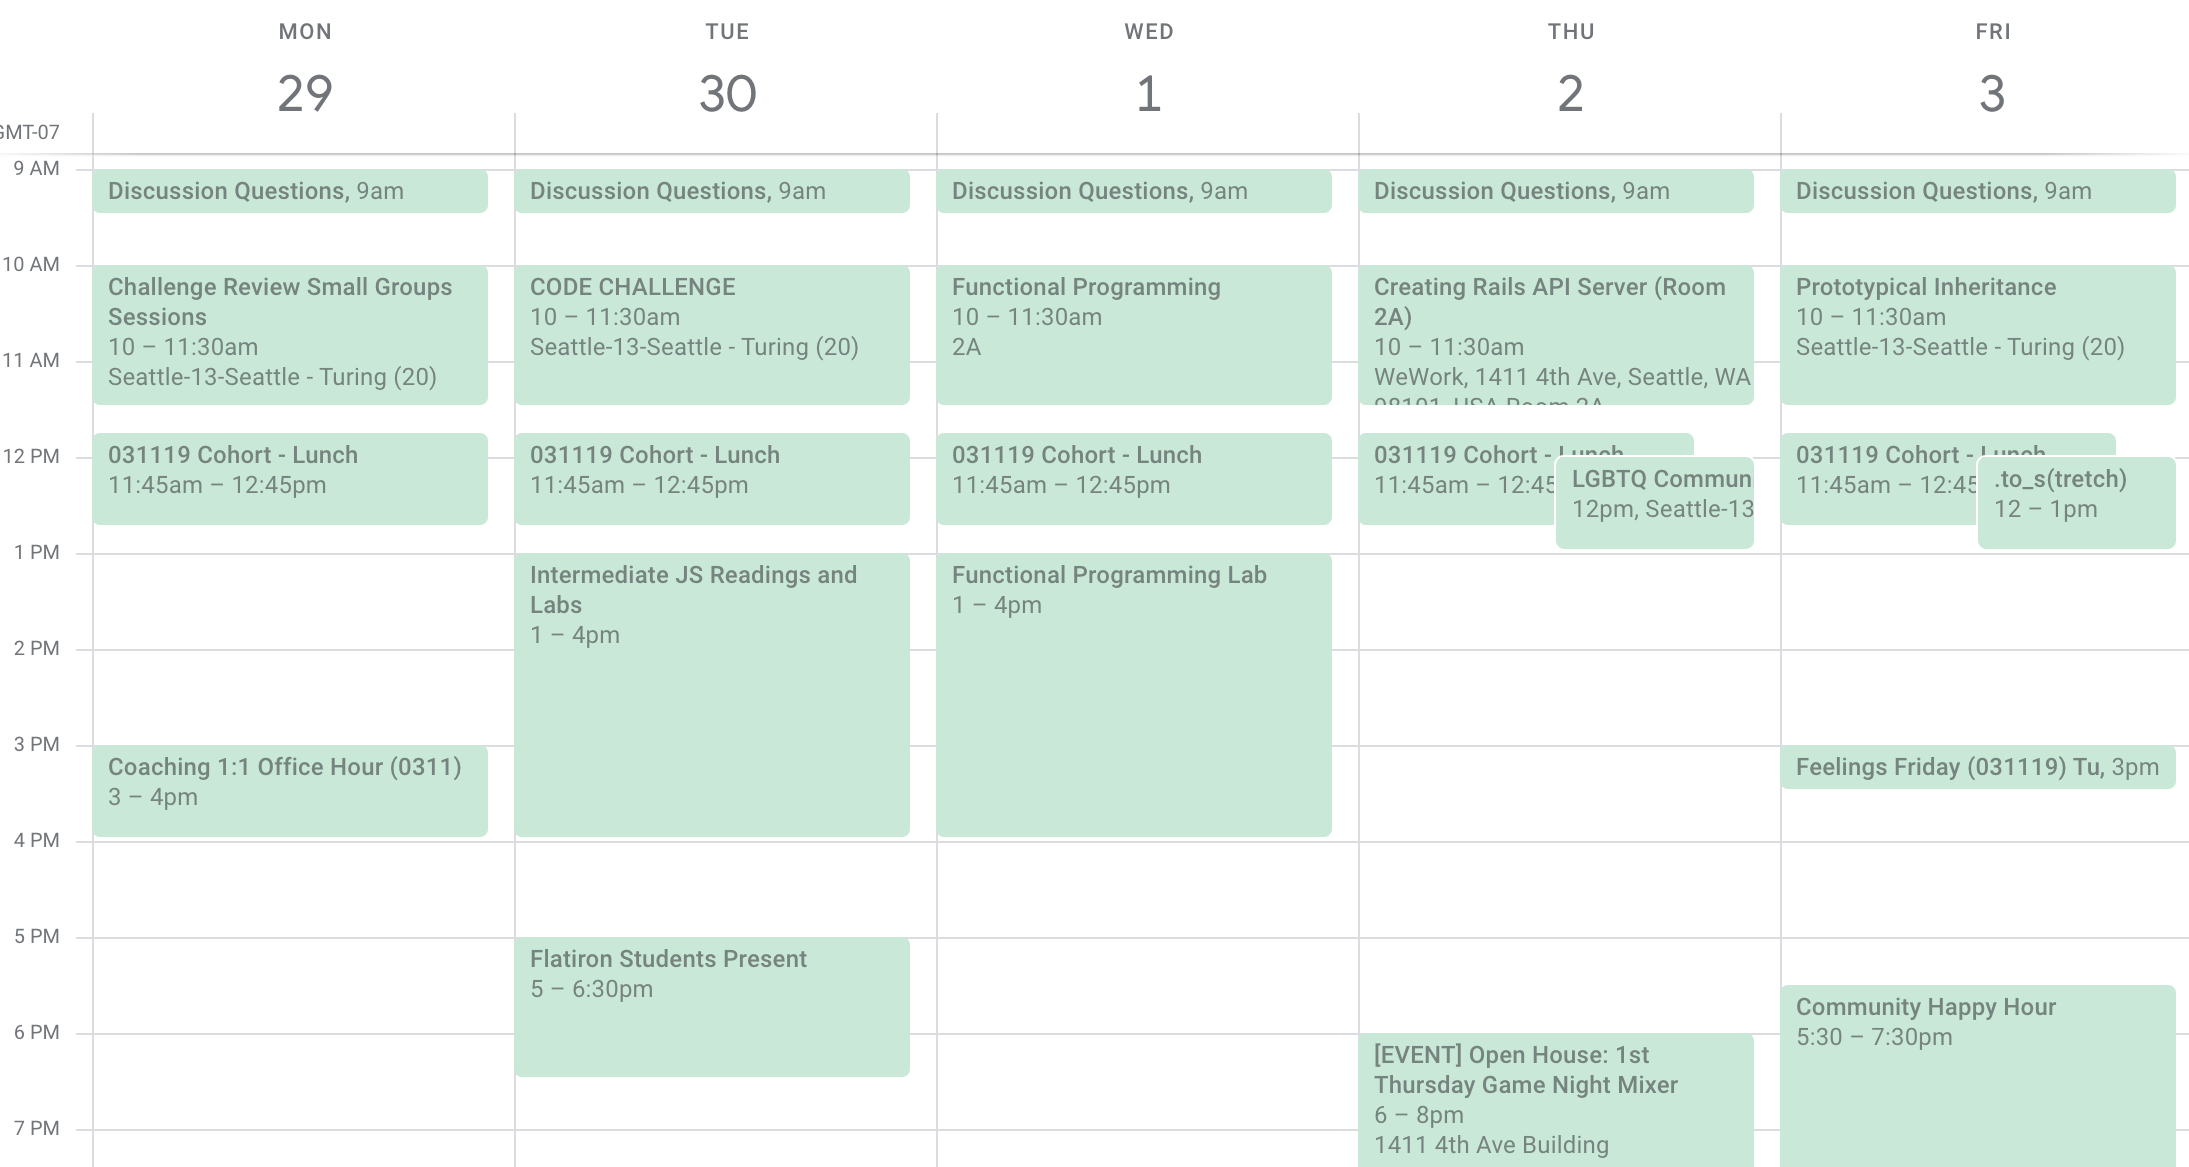 MON
29
TUE
30
WED
1
THU
2
FRI
3
GMT-07
9 AM
10 AM
11 AM
12 PM
1 PM
2 PM
3 PM
4 PM
5 PM
6 PM
7 PM
Discussion Questions, 9am
Challenge Review Small Groups
Sessions
10 – 11:30am
Seattle-13-Seattle - Turing (20)
031119 Cohort - Lunch
11:45am – 12:45pm
Coaching 1:1 Office Hour (0311)
3 – 4pm
Discussion Questions, 9am
CODE CHALLENGE
10 – 11:30am
Seattle-13-Seattle - Turing (20)
031119 Cohort - Lunch
11:45am – 12:45pm
Intermediate JS Readings and
Labs
1 – 4pm
Flatiron Students Present
5 – 6:30pm
Discussion Questions, 9am
Functional Programming
10 – 11:30am
2A
031119 Cohort - Lunch
11:45am – 12:45pm
Functional Programming Lab
1 – 4pm
Discussion Questions, 9am
Creating Rails API Server (Room
2A)
10 – 11:30am
WeWork, 1411 4th Ave, Seattle, WA
98101, USA Room 2A
031119 Cohort - Lunch
11:45am – 12:45
LGBTQ Commun
12pm, Seattle-13
[EVENT] Open House: 1st
Thursday Game Night Mixer
6 – 8pm
1411 4th Ave Building
Discussion Questions, 9am
Prototypical Inheritance
10 – 11:30am
Seattle-13-Seattle - Turing (20)
031119 Cohort - Lunch
11:45am – 12:45
.to_s(tretch)
12 – 1pm
Feelings Friday (031119) Tu, 3pm
Community Happy Hour
5:30 – 7:30pm